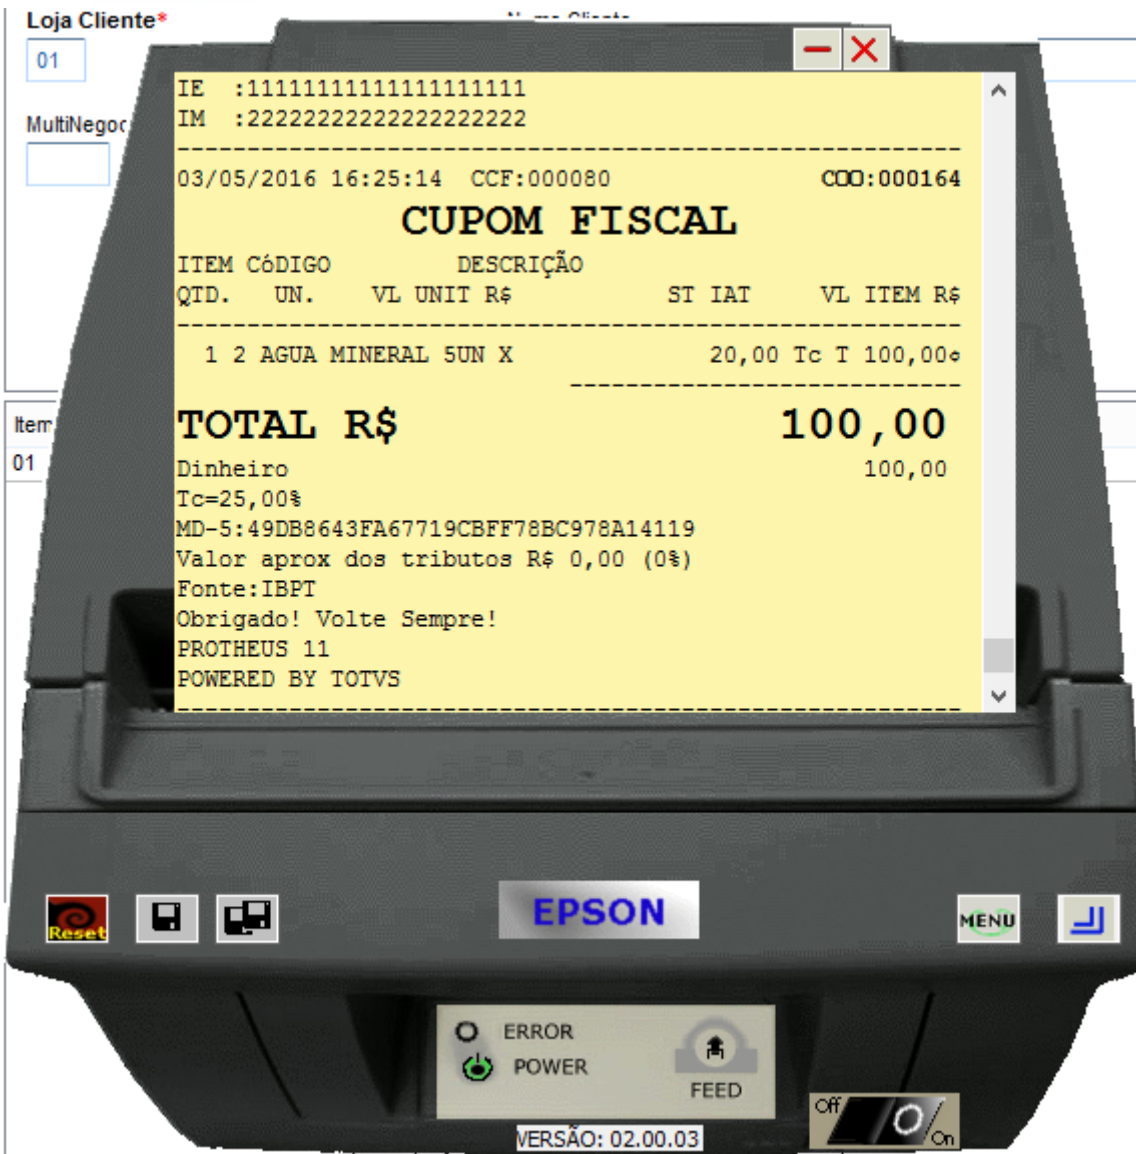 Loja Cliente*
01
MultiNegoc
IE :11111111111111111111
IM :22222222222222222222
03/05/2016 16:25:14 CCF:000080 COO:000164
CUPOM FISCAL
ITEM CóDIGO DESCRIÇÃO
QTD. UN. VL UNIT R$ ST IAT VL ITEM R$
1 2 AGUA MINERAL 5UN X 20,00 Tc T 100,00¢
TOTAL R$ 100,00
Dinheiro 100,00
Tc=25,00%
MD-5:49DB8643FA67719CBFF78BC978A14119
Valor aprox dos tributos R$ 0,00 (0%)
Fonte:IBPT
Obrigado! Volte Sempre!
PROTHEUS 11
POWERED BY TOTVS
Item
01
Reset
EPSON
MENU
ERROR
POWER
FEED
Off
On
VERSÃO: 02.00.03